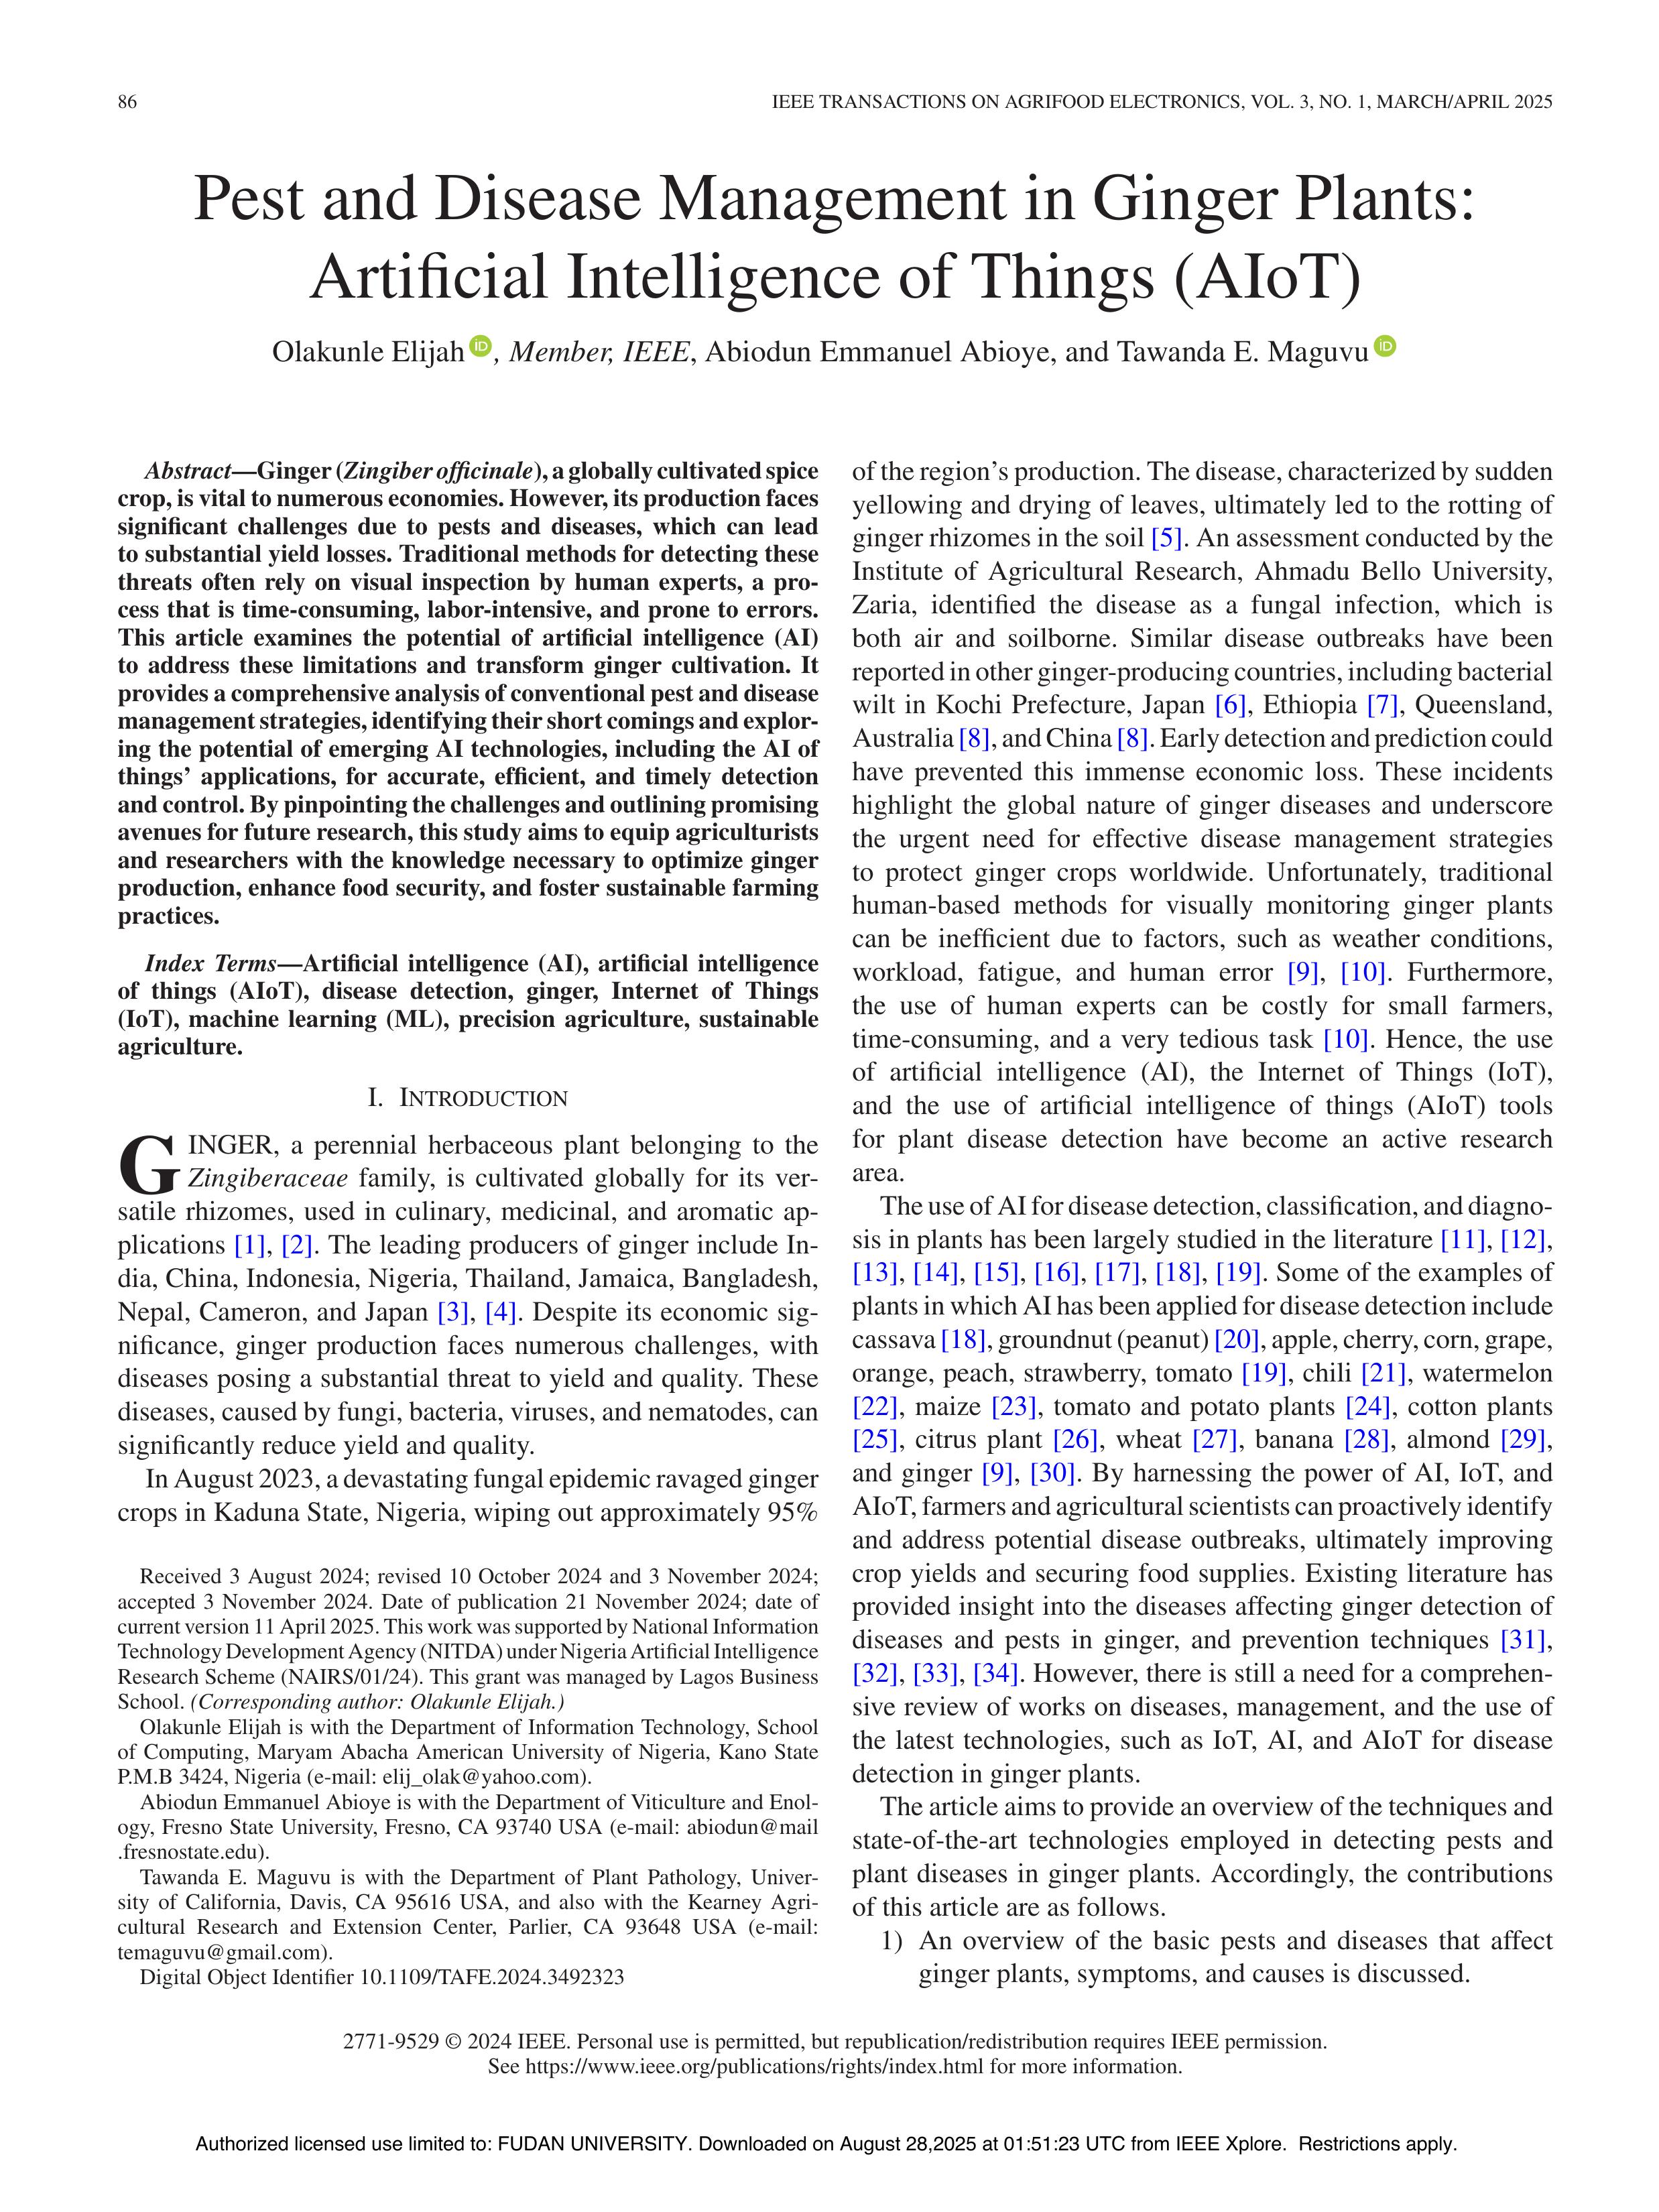 86
IEEE TRANSACTIONS ON AGRIFOOD ELECTRONICS, VOL. 3, NO. 1, MARCH/APRIL 2025
Pest and Disease Management in Ginger Plants:
Artificial Intelligence of Things (AIoT)
Olakunle Elijah iD, Member, IEEE, Abiodun Emmanuel Abioye, and Tawanda E. Maguvu iD
Abstract—Ginger (Zingiber officinale), a globally cultivated spice
crop, is vital to numerous economies. However, its production faces
significant challenges due to pests and diseases, which can lead
to substantial yield losses. Traditional methods for detecting these
threats often rely on visual inspection by human experts, a pro-
cess that is time-consuming, labor-intensive, and prone to errors.
This article examines the potential of artificial intelligence (AI)
to address these limitations and transform ginger cultivation. It
provides a comprehensive analysis of conventional pest and disease
management strategies, identifying their short comings and explor-
ing the potential of emerging AI technologies, including the AI of
things' applications, for accurate, efficient, and timely detection
and control. By pinpointing the challenges and outlining promising
avenues for future research, this study aims to equip agriculturists
and researchers with the knowledge necessary to optimize ginger
production, enhance food security, and foster sustainable farming
practices.
Index Terms—Artificial intelligence (AI), artificial intelligence
of things (AIoT), disease detection, ginger, Internet of Things
(IoT), machine learning (ML), precision agriculture, sustainable
agriculture.
I. INTRODUCTION
GINGER, a perennial herbaceous plant belonging to the
Zingiberaceae family, is cultivated globally for its ver-
satile rhizomes, used in culinary, medicinal, and aromatic ap-
plications [1], [2]. The leading producers of ginger include In-
dia, China, Indonesia, Nigeria, Thailand, Jamaica, Bangladesh,
Nepal, Cameron, and Japan [3], [4]. Despite its economic sig-
nificance, ginger production faces numerous challenges, with
diseases posing a substantial threat to yield and quality. These
diseases, caused by fungi, bacteria, viruses, and nematodes, can
significantly reduce yield and quality.
In August 2023, a devastating fungal epidemic ravaged ginger
crops in Kaduna State, Nigeria, wiping out approximately 95%
Received 3 August 2024; revised 10 October 2024 and 3 November 2024;
accepted 3 November 2024. Date of publication 21 November 2024; date of
current version 11 April 2025. This work was supported by National Information
Technology Development Agency (NITDA) under Nigeria Artificial Intelligence
Research Scheme (NAIRS/01/24). This grant was managed by Lagos Business
School. (Corresponding author: Olakunle Elijah.)
Olakunle Elijah is with the Department of Information Technology, School
of Computing, Maryam Abacha American University of Nigeria, Kano State
P.M.B 3424, Nigeria (e-mail: elij_olak@yahoo.com).
Abiodun Emmanuel Abioye is with the Department of Viticulture and Enol-
ogy, Fresno State University, Fresno, CA 93740 USA (e-mail: abiodun@mail
.fresnostate.edu).
Tawanda E. Maguvu is with the Department of Plant Pathology, Univer-
sity of California, Davis, CA 95616 USA, and also with the Kearney Agri-
cultural Research and Extension Center, Parlier, CA 93648 USA (e-mail:
temaguvu@gmail.com).
Digital Object Identifier 10.1109/TAFE.2024.3492323
of the region's production. The disease, characterized by sudden
yellowing and drying of leaves, ultimately led to the rotting of
ginger rhizomes in the soil [5]. An assessment conducted by the
Institute of Agricultural Research, Ahmadu Bello University,
Zaria, identified the disease as a fungal infection, which is
both air and soilborne. Similar disease outbreaks have been
reported in other ginger-producing countries, including bacterial
wilt in Kochi Prefecture, Japan [6], Ethiopia [7], Queensland,
Australia [8], and China [8]. Early detection and prediction could
have prevented this immense economic loss. These incidents
highlight the global nature of ginger diseases and underscore
the urgent need for effective disease management strategies
to protect ginger crops worldwide. Unfortunately, traditional
human-based methods for visually monitoring ginger plants
can be inefficient due to factors, such as weather conditions,
workload, fatigue, and human error [9], [10]. Furthermore,
the use of human experts can be costly for small farmers,
time-consuming, and a very tedious task [10]. Hence, the use
of artificial intelligence (AI), the Internet of Things (IoT),
and the use of artificial intelligence of things (AIoT) tools
for plant disease detection have become an active research
area.
The use of AI for disease detection, classification, and diagno-
sis in plants has been largely studied in the literature [11], [12],
[13], [14], [15], [16], [17], [18], [19]. Some of the examples of
plants in which AI has been applied for disease detection include
cassava [18], groundnut (peanut) [20], apple, cherry, corn, grape,
orange, peach, strawberry, tomato [19], chili [21], watermelon
[22], maize [23], tomato and potato plants [24], cotton plants
[25], citrus plant [26], wheat [27], banana [28], almond [29],
and ginger [9], [30]. By harnessing the power of AI, IoT, and
AIoT, farmers and agricultural scientists can proactively identify
and address potential disease outbreaks, ultimately improving
crop yields and securing food supplies. Existing literature has
provided insight into the diseases affecting ginger detection of
diseases and pests in ginger, and prevention techniques [31],
[32], [33], [34]. However, there is still a need for a comprehen-
sive review of works on diseases, management, and the use of
the latest technologies, such as IoT, AI, and AIoT for disease
detection in ginger plants.
The article aims to provide an overview of the techniques and
state-of-the-art technologies employed in detecting pests and
plant diseases in ginger plants. Accordingly, the contributions
of this article are as follows.
1) An overview of the basic pests and diseases that affect
ginger plants, symptoms, and causes is discussed.
2771-9529 © 2024 IEEE. Personal use is permitted, but republication/redistribution requires IEEE permission.
See https://www.ieee.org/publications/rights/index.html for more information.
Authorized licensed use limited to: FUDAN UNIVERSITY. Downloaded on August 28,2025 at 01:51:23 UTC from IEEE Xplore. Restrictions apply.